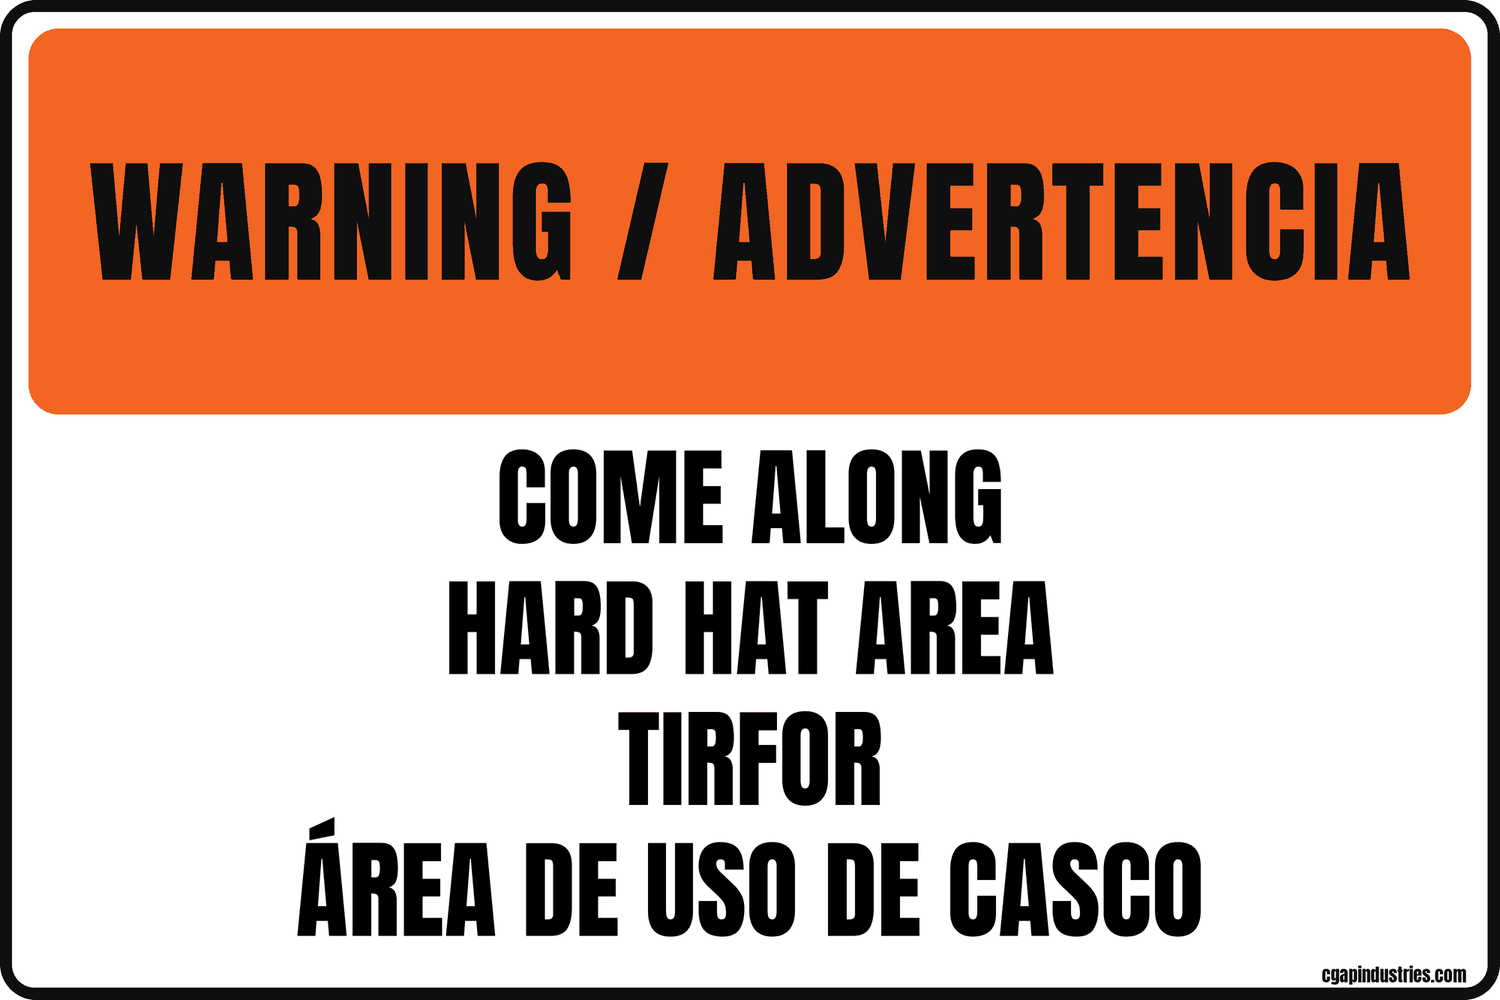 WARNING / ADVERTENCIA
COME ALONG
HARD HAT AREA
TIRFOR
ÁREA DE USO DE CASCO
cgapindustries.com